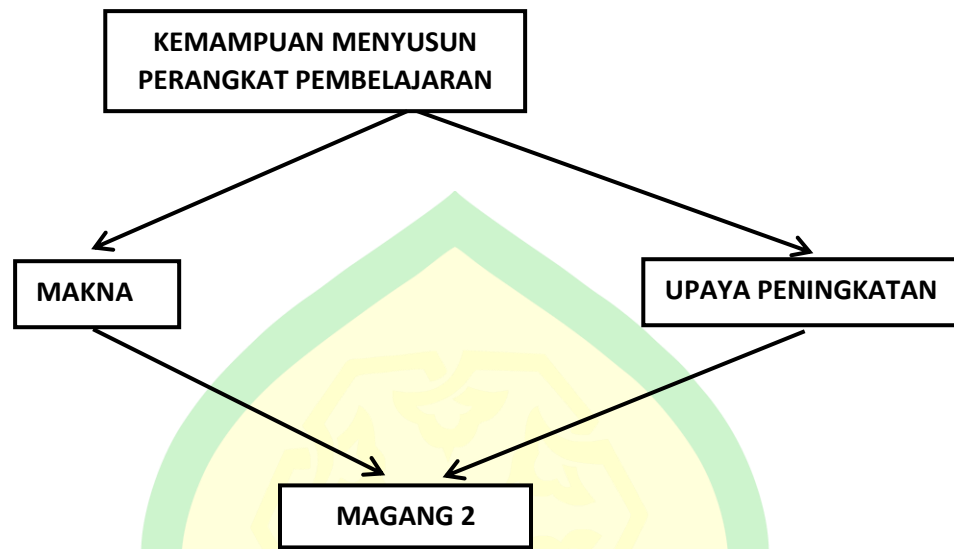 KEMAMPUAN MENYUSUN
PERANGKAT PEMBELAJARAN
MAKNA
UPAYA PENINGKATAN
MAGANG 2